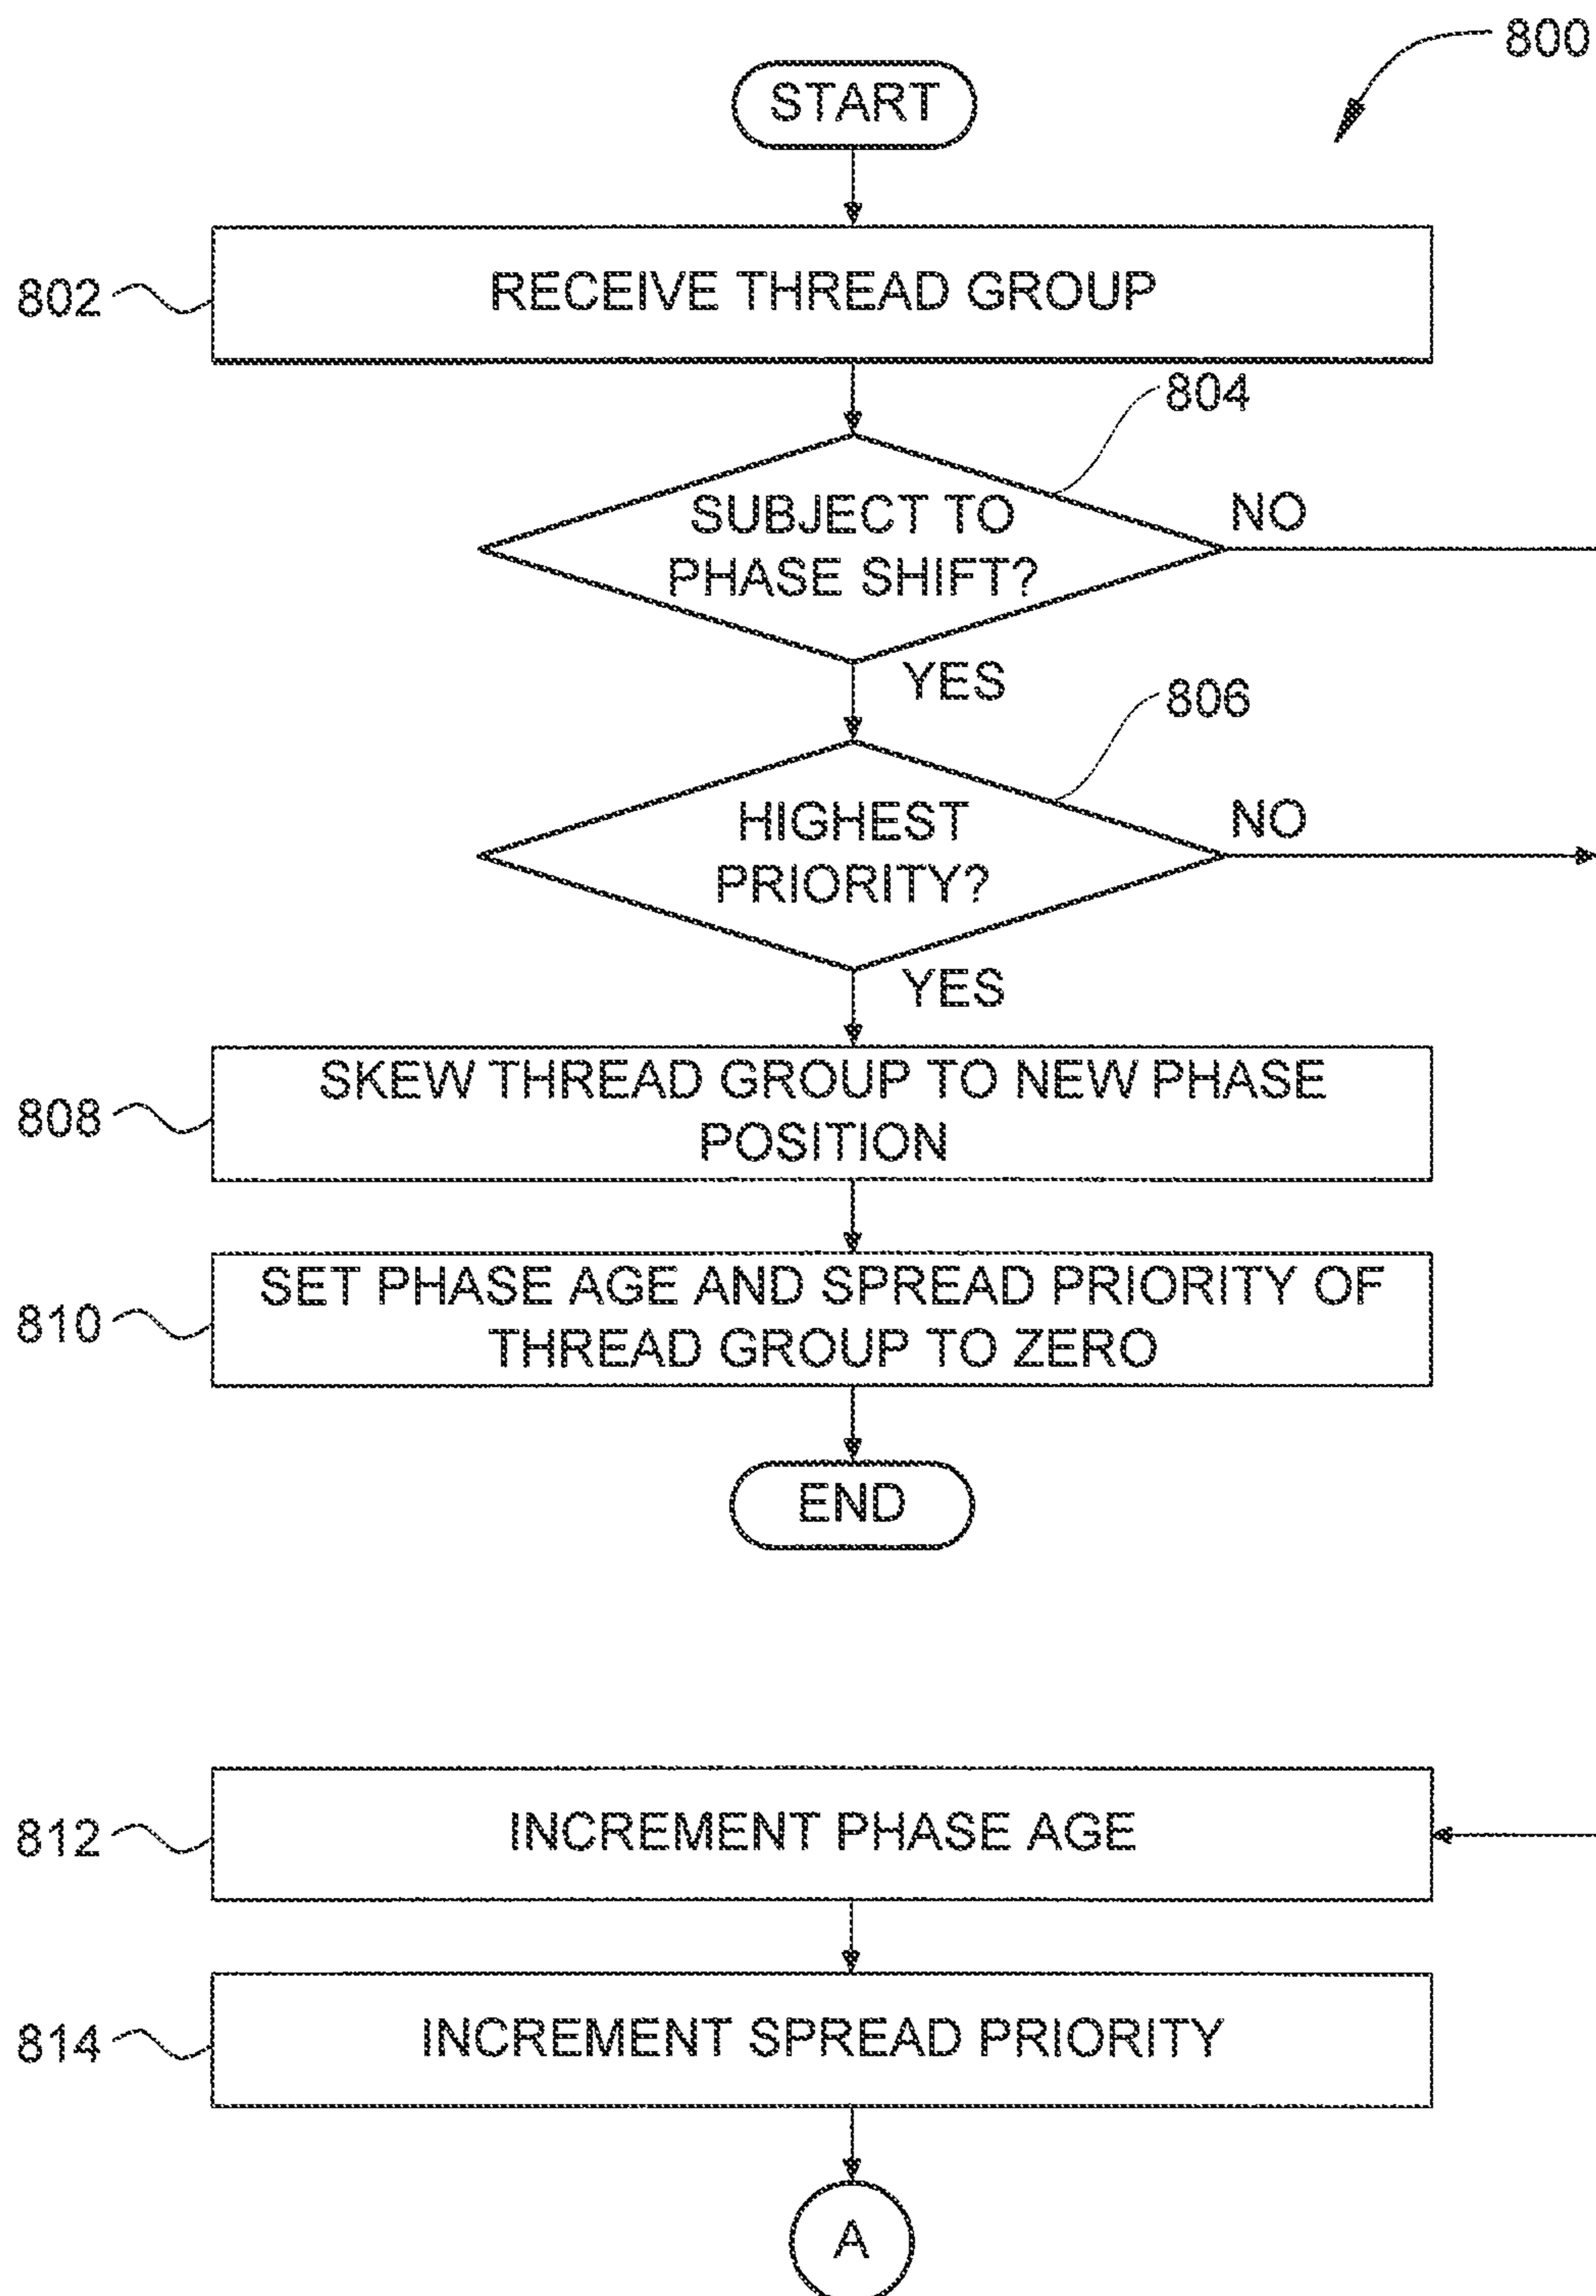 800
START
802
RECEIVE THREAD GROUP
804
SUBJECT TO
PHASE SHIFT?
NO
YES
806
HIGHEST
PRIORITY?
NO
YES
808
SKEW THREAD GROUP TO NEW PHASE
POSITION
810
SET PHASE AGE AND SPREAD PRIORITY OF
THREAD GROUP TO ZERO
END
812
INCREMENT PHASE AGE
814
INCREMENT SPREAD PRIORITY
A